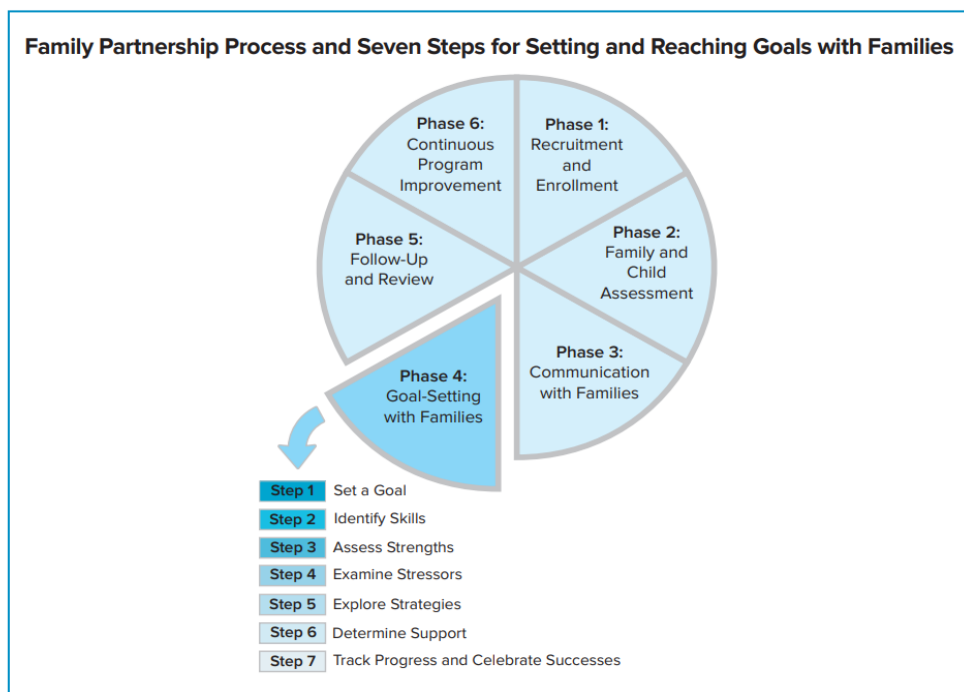 Family Partnership Process and Seven Steps for Setting and Reaching Goals with Families
Phase 1:
Recruitment
and
Enrollment
Phase 2:
Family and
Child
Assessment
Phase 3:
Communication
with Families
Phase 4:
Goal-Setting
with Families
Phase 5:
Follow-Up
and Review
Phase 6:
Continuous
Program
Improvement
Step 1 Set a Goal
Step 2 Identify Skills
Step 3 Assess Strengths
Step 4 Examine Stressors
Step 5 Explore Strategies
Step 6 Determine Support
Step 7 Track Progress and Celebrate Successes